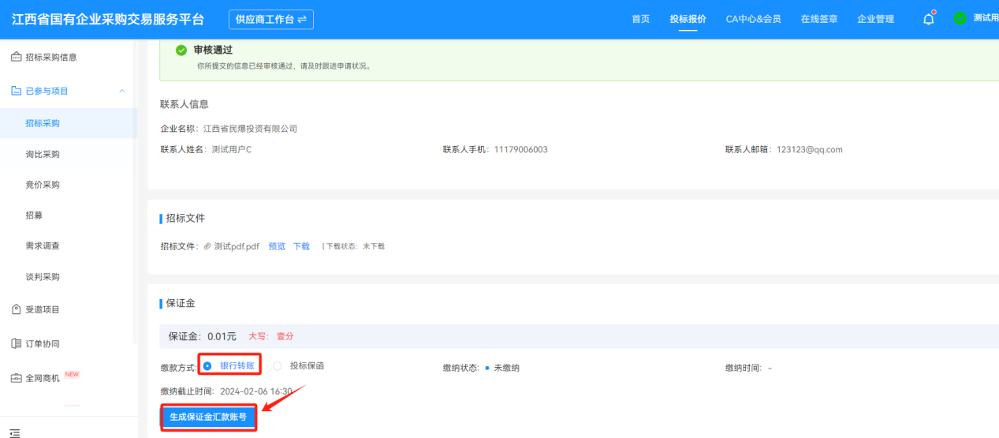 江西省国有企业采购交易服务平台 供应商工作台 首页 投标报价 CA中心&会员 在线签章 企业管理 测试用
招标采购信息
已参与项目
招标采购
询比采购
竞价采购
招募
需求调查
谈判采购
受邀项目
订单协同
全网商机 NEW
审核通过
你所提交的信息已经审核通过，请及时跟进申请状况。
联系人信息
企业名称：江西省民爆投资有限公司
联系人姓名：测试用户C 联系人手机：11179006003 联系人邮箱：123123@qq.com
招标文件
招标文件： 测试pdf.pdf 预览 下载 | 下载状态：未下载
保证金
保证金：0.01元 大写：壹分
缴款方式： 银行转账 投标保函 缴纳状态： 未缴纳 缴纳时间：-
缴纳截止时间：2024-02-06 16:30
生成保证金汇款账号